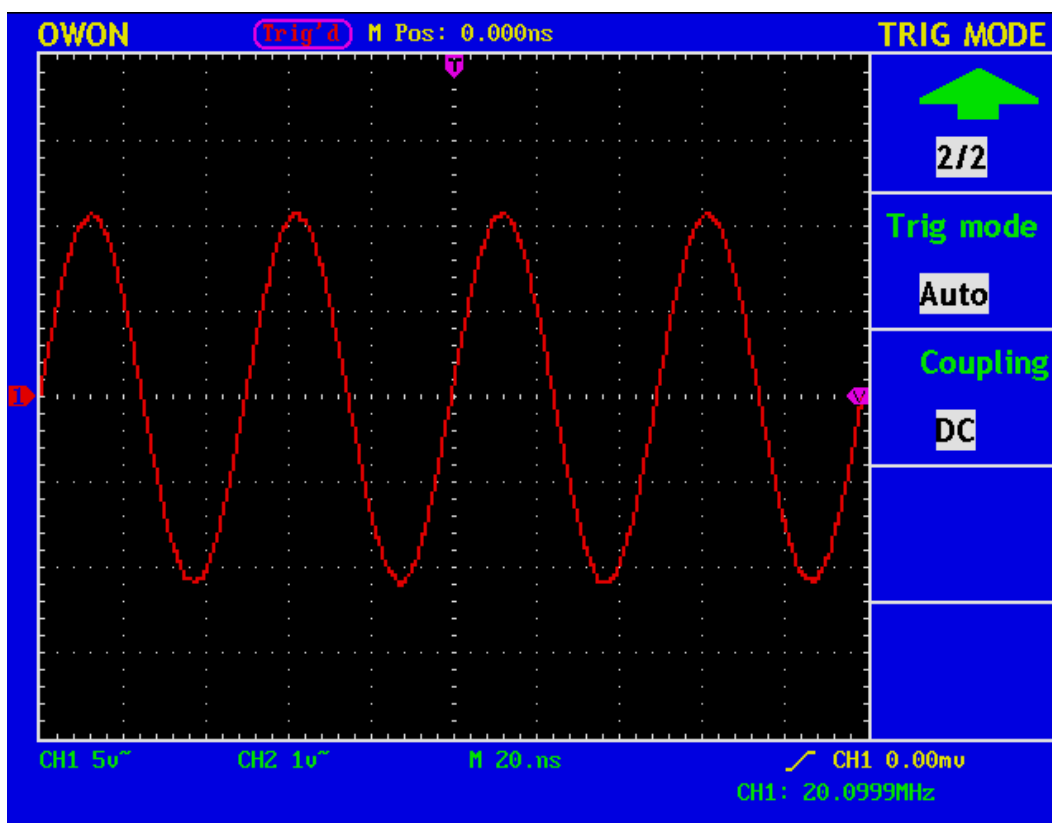 OWON Trig'd M Pos: 0.000ns TRIG MODE
T
2/2
Trig mode
Auto
1 V
Coupling
DC
CH1 5v~ CH2 1v~ M 20.ns CH1 0.00mv
CH1: 20.0999MHz